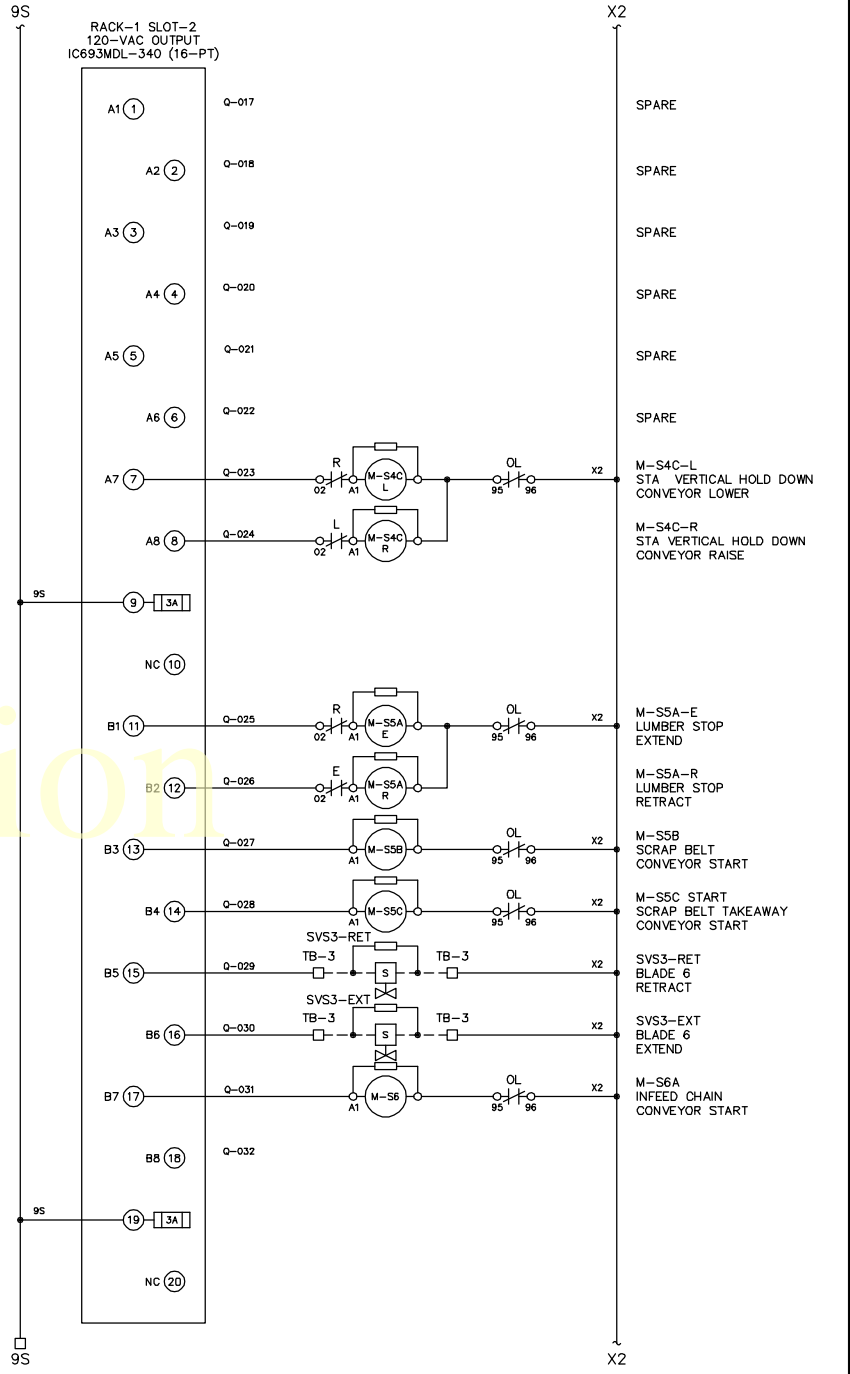 9S
X2
RACK-1 SLOT-2
120-VAC OUTPUT
IC693MDL-340 (16-PT)
A1 1 Q-017 SPARE
A2 2 Q-018 SPARE
A3 3 Q-019 SPARE
A4 4 Q-020 SPARE
A5 5 Q-021 SPARE
A6 6 Q-022 SPARE
R OL M-S4C-L
A7 7 Q-023 02 A1 M-S4C L 95 96 X2 STA VERTICAL HOLD DOWN
CONVEYOR LOWER
L M-S4C-R
A8 8 Q-024 02 A1 M-S4C R STA VERTICAL HOLD DOWN
CONVEYOR RAISE
9S 9 3A
NC 10
R OL M-S5A-E
B1 11 Q-025 02 A1 M-S5A E 95 96 X2 LUMBER STOP
EXTEND
E M-S5A-R
B2 12 Q-026 02 A1 M-S5A R LUMBER STOP
RETRACT
OL M-S5B
B3 13 Q-027 A1 M-S5B 95 96 X2 SCRAP BELT
CONVEYOR START
OL M-S5C START
B4 14 Q-028 A1 M-S5C 95 96 X2 SCRAP BELT TAKEAWAY
CONVEYOR START
SVS3-RET
TB-3 TB-3 SVS3-RET
B5 15 Q-029 S X2 BLADE 6
RETRACT
SVS3-EXT
TB-3 TB-3 SVS3-EXT
B6 16 Q-030 S X2 BLADE 6
EXTEND
OL M-S6A
B7 17 Q-031 A1 M-S6 95 96 X2 INFEED CHAIN
CONVEYOR START
B8 18 Q-032
9S 19 3A
NC 20
9S
X2